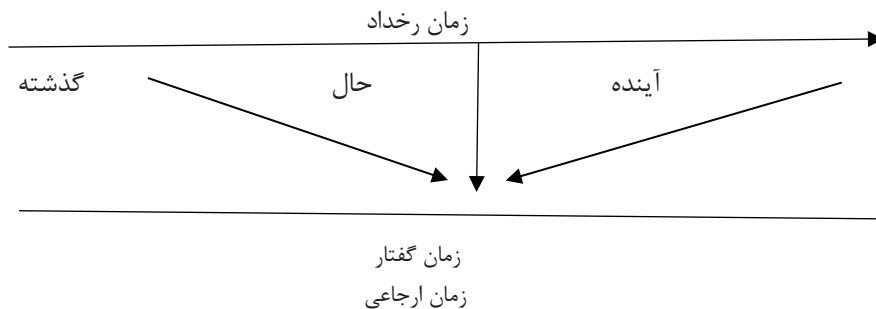 زمان رخداد
آینده
حال
گذشته
زمان گفتار
زمان ارجاعی